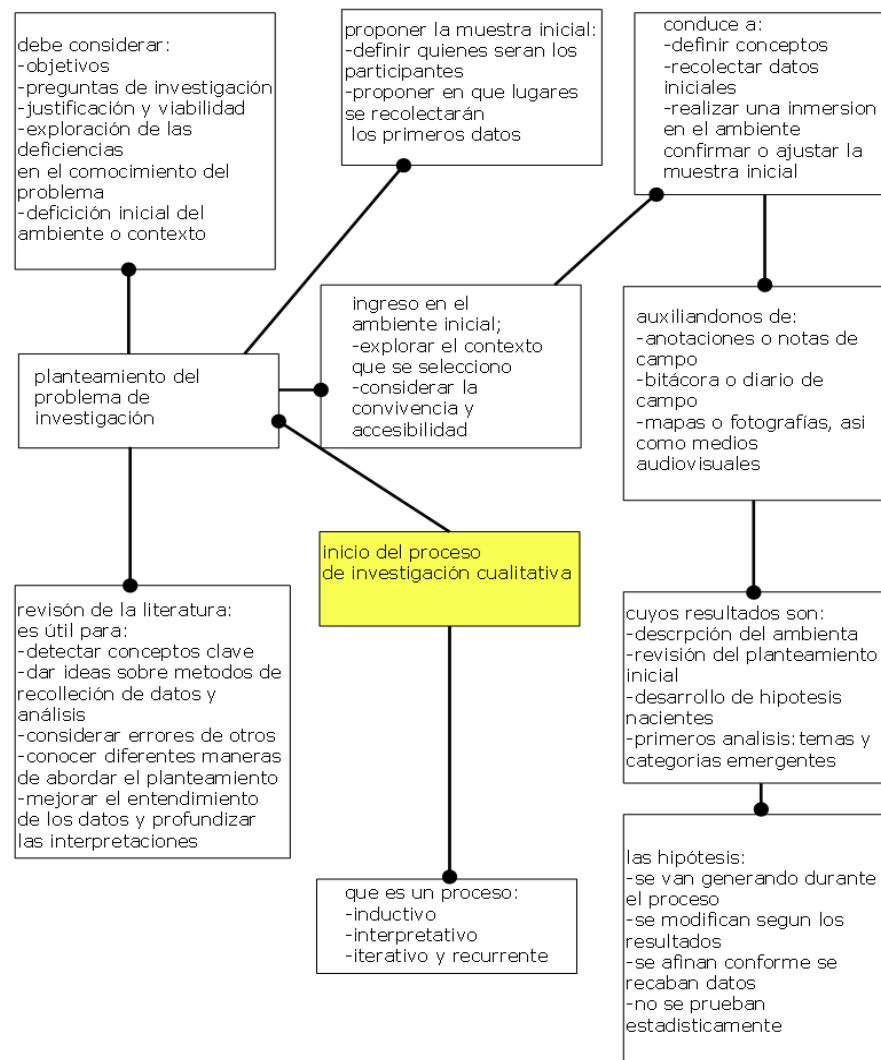 debe considerar:
-objetivos
-preguntas de investigación
-justificación y viabilidad
-exploración de las
deficiencias
en el comocimiento del
problema
-deficición inicial del
ambiente o contexto
proponer la muestra inicial:
-definir quienes seran los
participantes
-proponer en que lugares
se recolectarán
los primeros datos
conduce a:
-definir conceptos
-recolectar datos
iniciales
-realizar una inmersion
en el ambiente
confirmar o ajustar la
muestra inicial
planteamiento del
problema de
investigación
ingreso en el
ambiente inicial;
-explorar el contexto
que se selecciono
-considerar la
convivencia y
accesibilidad
auxiliandonos de:
-anotaciones o notas de
campo
-bitácora o diario de
campo
-mapas o fotografías, asi
como medios
audiovisuales
inicio del proceso
de investigación cualitativa
revisón de la literatura:
es útil para:
-detectar conceptos clave
-dar ideas sobre metodos de
recolleción de datos y
análisis
-considerar errores de otros
-conocer diferentes maneras
de abordar el planteamiento
-mejorar el entendimiento
de los datos y profundizar
las interpretaciones
cuyos resultados son:
-descrpción del ambienta
-revisión del planteamiento
inicial
-desarrollo de hipotesis
nacientes
-primeros analisis: temas y
categorias emergentes
que es un proceso:
-inductivo
-interpretativo
-iterativo y recurrente
las hipótesis:
-se van generando durante
el proceso
-se modifican segun los
resultados
-se afinan conforme se
recaban datos
-no se prueban
estadisticamente